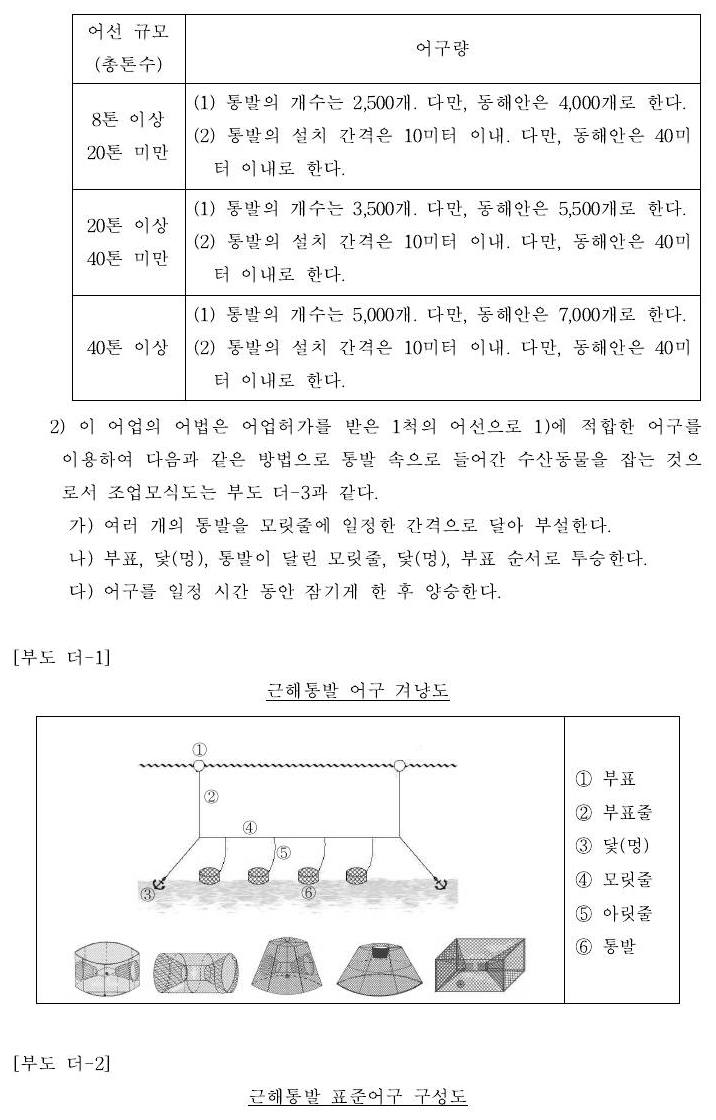 어선 규모
(총톤수)
어구량
8톤 이상
20톤 미만
(1) 통발의 개수는 2,500개. 다만, 동해안은 4,000개로 한다.
(2) 통발의 설치 간격은 10미터 이내. 다만, 동해안은 40미
터 이내로 한다.
20톤 이상
40톤 미만
(1) 통발의 개수는 3,500개. 다만, 동해안은 5,500개로 한다.
(2) 통발의 설치 간격은 10미터 이내. 다만, 동해안은 40미
터 이내로 한다.
40톤 이상
(1) 통발의 개수는 5,000개. 다만, 동해안은 7,000개로 한다.
(2) 통발의 설치 간격은 10미터 이내. 다만, 동해안은 40미
터 이내로 한다.
2) 이 어업의 어법은 어업허가를 받은 1척의 어선으로 1)에 적합한 어구를
이용하여 다음과 같은 방법으로 통발 속으로 들어간 수산동물을 잡는 것으
로서 조업모식도는 부도 더-3과 같다.
가) 여러 개의 통발을 모릿줄에 일정한 간격으로 달아 부설한다.
나) 부표, 닻(멍), 통발이 달린 모릿줄, 닻(멍), 부표 순서로 투승한다.
다) 어구를 일정 시간 동안 잠기게 한 후 양승한다.
[부도 더-1]
근해통발 어구 겨냥도
①
②
④
⑤
③
⑥
① 부표
② 부표줄
③ 닻(멍)
④ 모릿줄
⑤ 아릿줄
⑥ 통발
[부도 더-2]
근해통발 표준어구 구성도